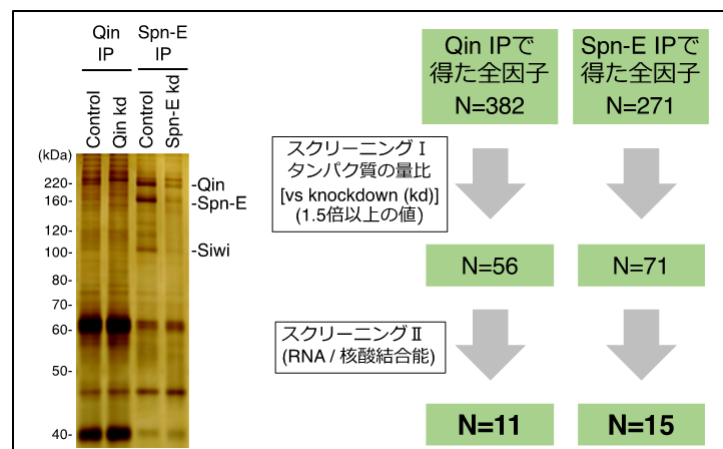 Qin IP
Spn-E IP
Control
Qin kd
Control
Spn-E kd
(kDa)
220-
160-
120-
100-
80-
70-
60-
50-
40-
-Qin
-Spn-E
-Siwi
Qin IPで
得た全因子
N=382
Spn-E IPで
得た全因子
N=271
スクリーニング I
タンパク質の量比
[vs knockdown (kd)]
(1.5倍以上の値)
N=56
N=71
スクリーニング II
(RNA / 核酸結合能)
N=11
N=15